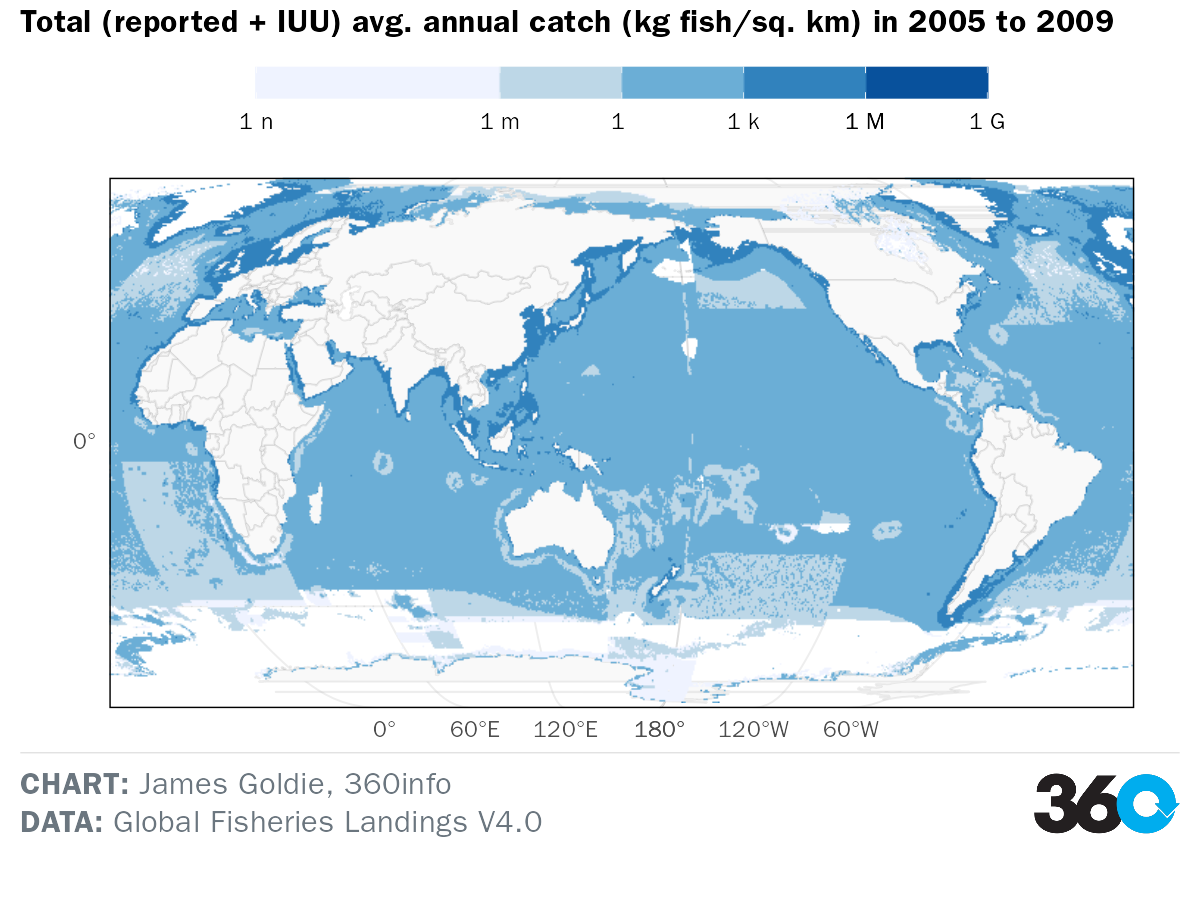 Total (reported + IUU) avg. annual catch (kg fish/sq. km) in 2005 to 2009
1 n 1 m 1 1 k 1 M 1 G
0°
0° 60°E 120°E 180° 120°W 60°W
CHART: James Goldie, 360info
DATA: Global Fisheries Landings V4.0
360